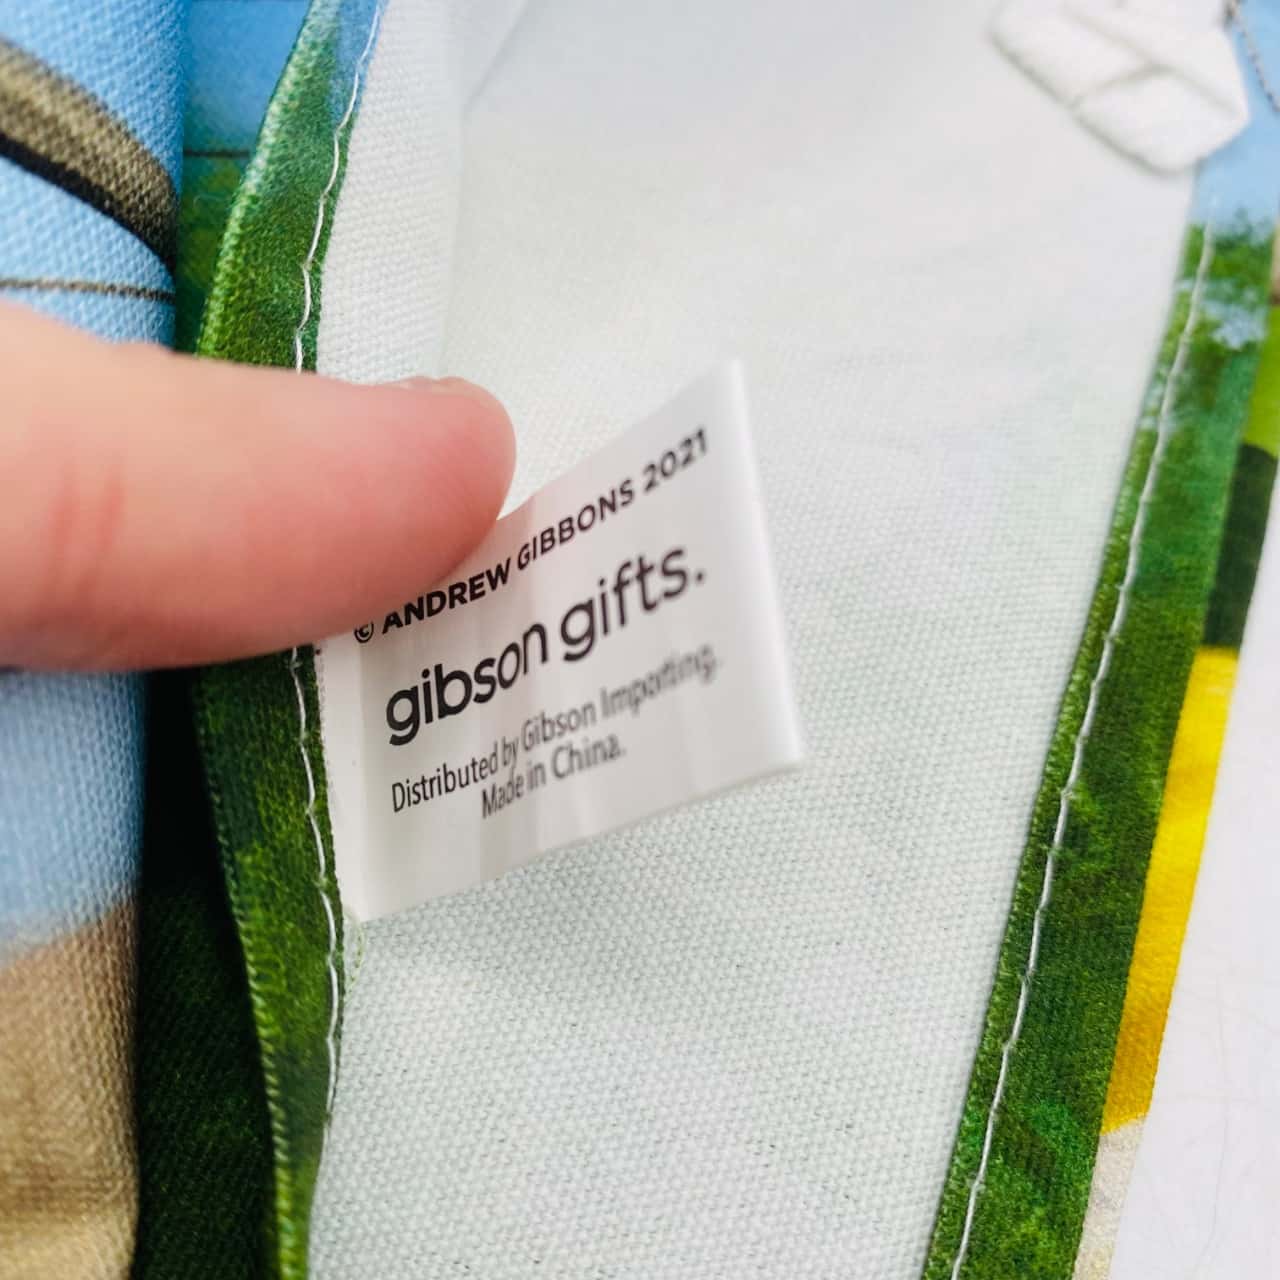 © ANDREW GIBBONS 2021
gibson gifts.
Distributed by Gibson Importing.
Made in China.